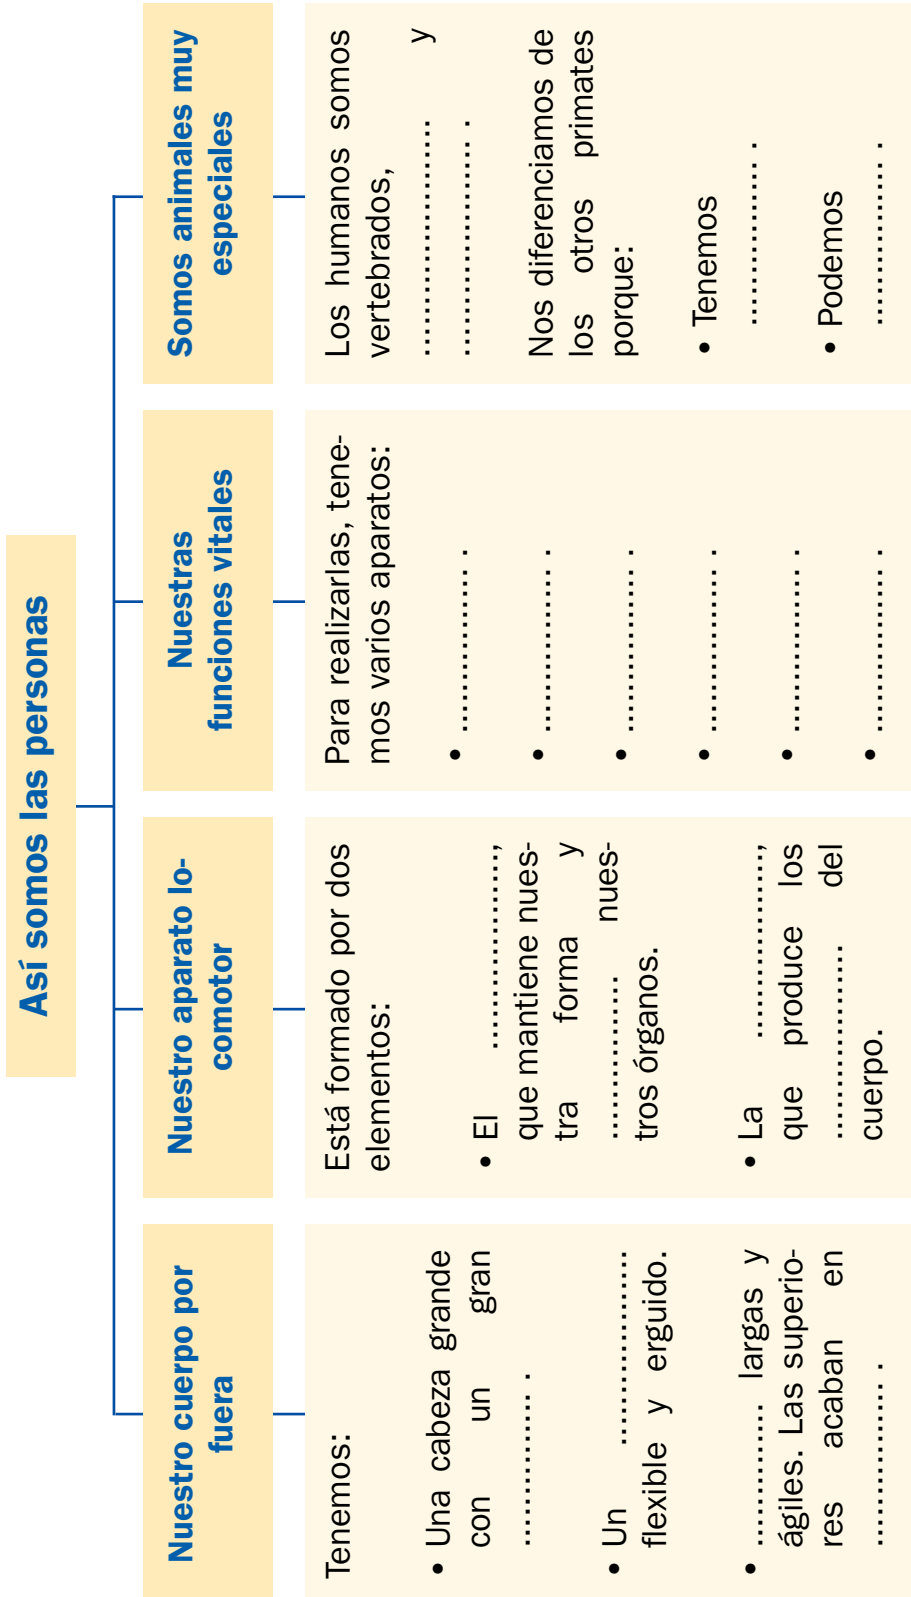 Así somos las personas
Nuestro cuerpo por
fuera
Tenemos:
• Una cabeza grande
con un gran
........................ .
• Un ........................
flexible y erguido.
• ................ largas y
ágiles. Las superio-
res acaban en
........................ .
Nuestro aparato lo-
comotor
Está formado por dos
elementos:
• El ........................,
que mantiene nues-
tra forma y
........................ nues-
tros órganos.
• La ........................,
que produce los
........................ del
cuerpo.
Nuestras
funciones vitales
Para realizarlas, tene-
mos varios aparatos:
• ........................ .
• ........................ .
• ........................ .
• ........................ .
• ........................ .
• ........................ .
Somos animales muy
especiales
Los humanos somos
vertebrados,
........................ y
........................ .
Nos diferenciamos de
los otros primates
porque:
• Tenemos
........................ .
• Podemos
........................ .